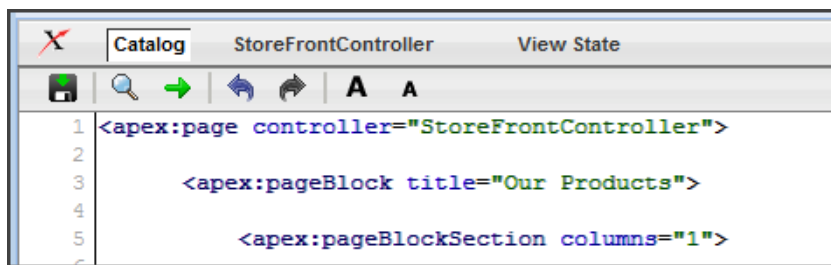 Catalog StoreFrontController View State
A A
1 <apex:page controller="StoreFrontController">
2
3 <apex:pageBlock title="Our Products">
4
5 <apex:pageBlockSection columns="1">